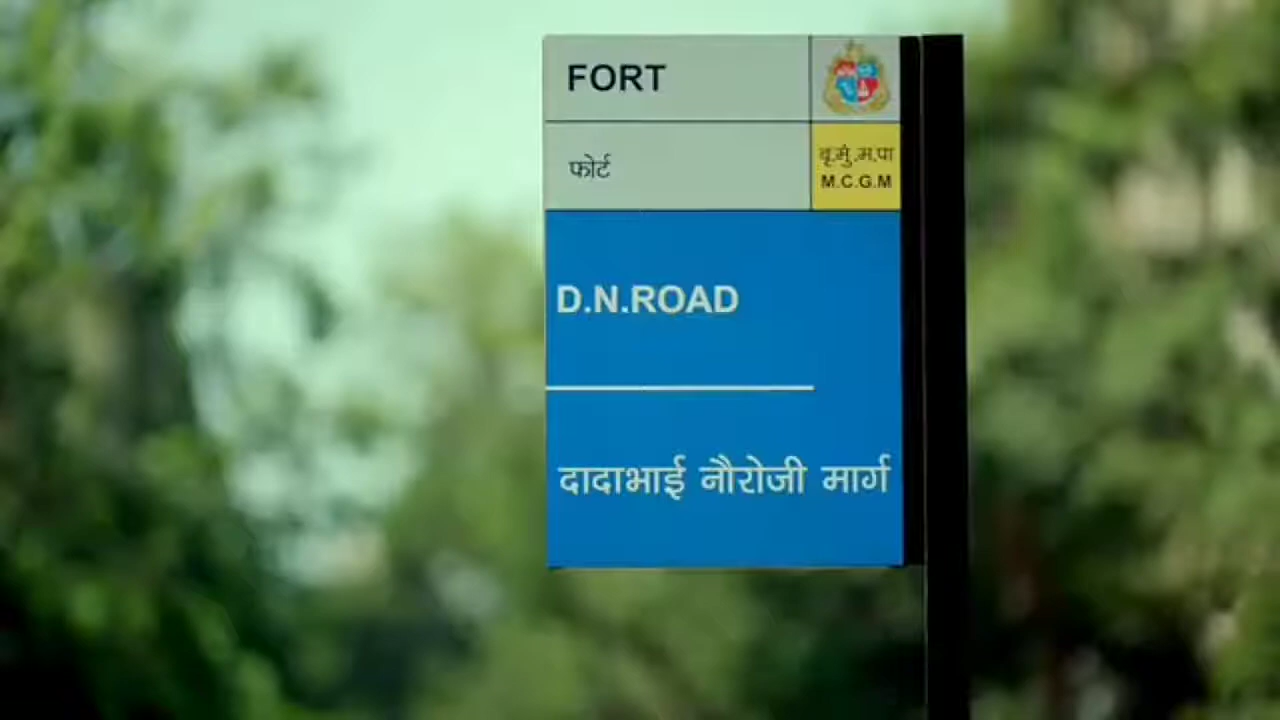 FORT
फोर्ट
बृ.मुं.म.पा
M.C.G.M
D.N.ROAD
दादाभाई नौरोजी मार्ग